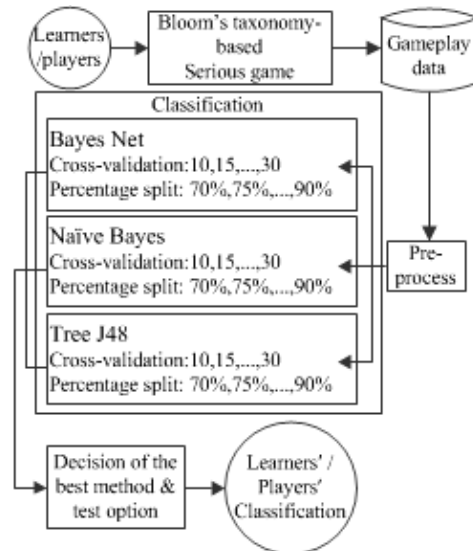 Learners
/players
Bloom's taxonomy-
based
Serious game
Gameplay
data
Classification
Bayes Net
Cross-validation:10,15,...,30
Percentage split: 70%,75%,...,90%
Naïve Bayes
Cross-validation:10,15,...,30
Percentage split: 70%,75%,...,90%
Tree J48
Cross-validation:10,15,...,30
Percentage split: 70%,75%,...,90%
Pre-
process
Decision of the
best method &
test option
Learners' /
Players'
Classification